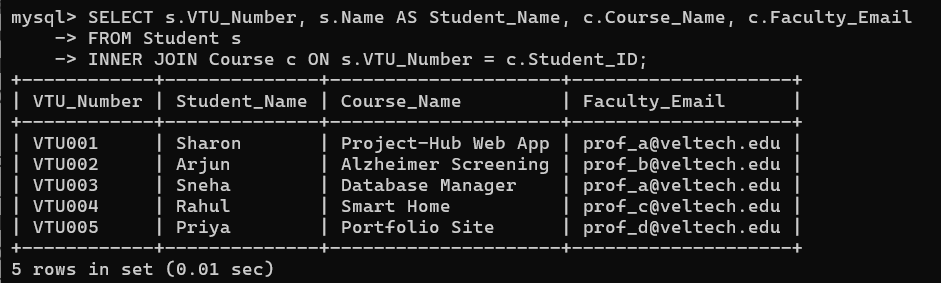 mysql> SELECT s.VTU_Number, s.Name AS Student_Name, c.Course_Name, c.Faculty_Email
    -> FROM Student s
    -> INNER JOIN Course c ON s.VTU_Number = c.Student_ID;
+------------+--------------+---------------------+--------------------+
| VTU_Number | Student_Name | Course_Name         | Faculty_Email      |
+------------+--------------+---------------------+--------------------+
| VTU001     | Sharon       | Project-Hub Web App | prof_a@veltech.edu |
| VTU002     | Arjun        | Alzheimer Screening | prof_b@veltech.edu |
| VTU003     | Sneha        | Database Manager    | prof_a@veltech.edu |
| VTU004     | Rahul        | Smart Home          | prof_c@veltech.edu |
| VTU005     | Priya        | Portfolio Site      | prof_d@veltech.edu |
+------------+--------------+---------------------+--------------------+
5 rows in set (0.01 sec)